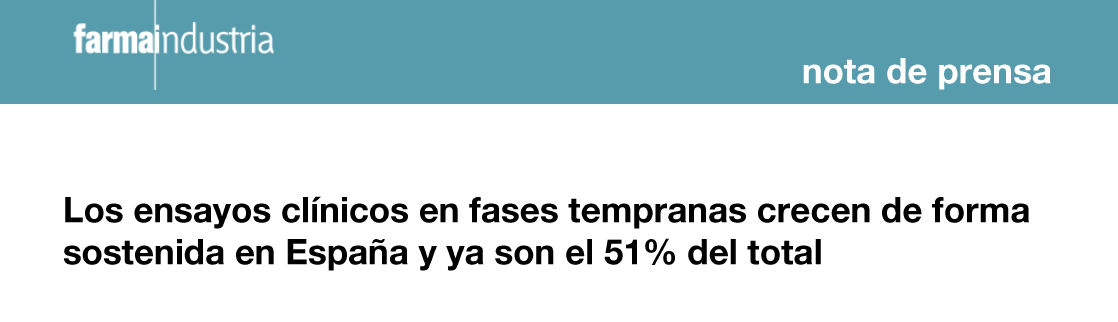 farmaindustria
nota de prensa
Los ensayos clínicos en fases tempranas crecen de forma
sostenida en España y ya son el 51% del total